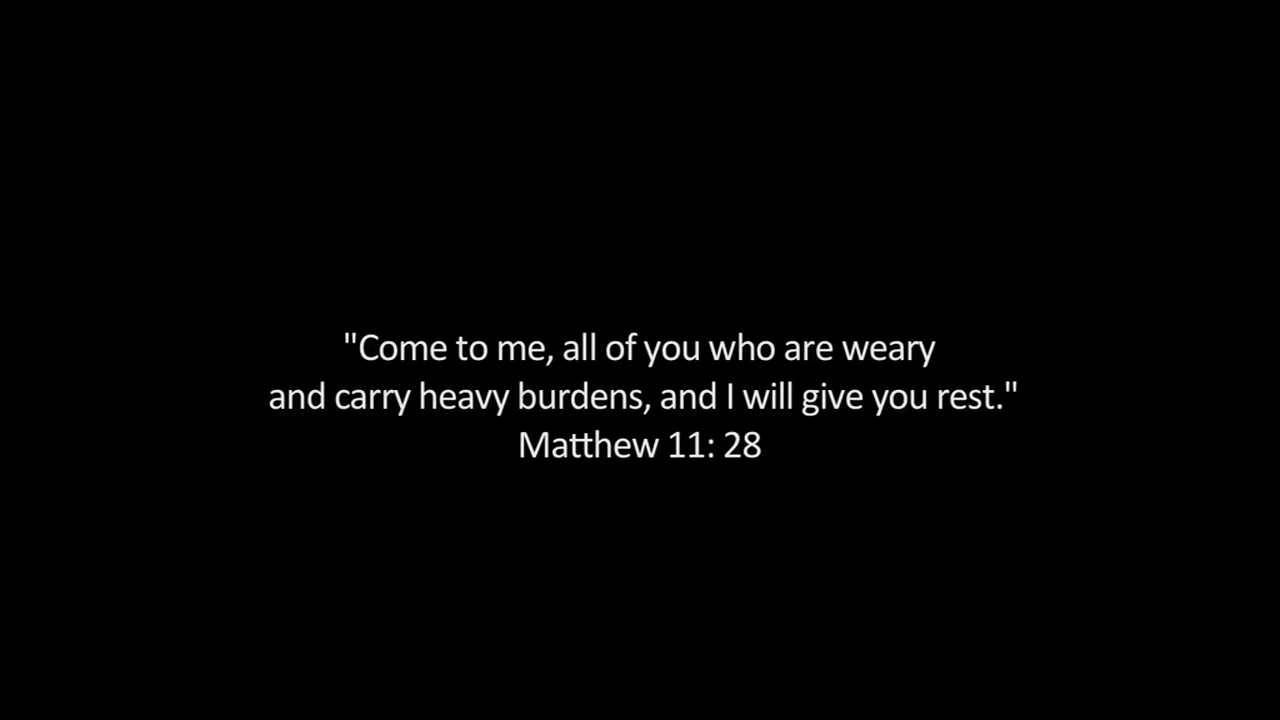 "Come to me, all of you who are weary
and carry heavy burdens, and I will give you rest."
Matthew 11: 28